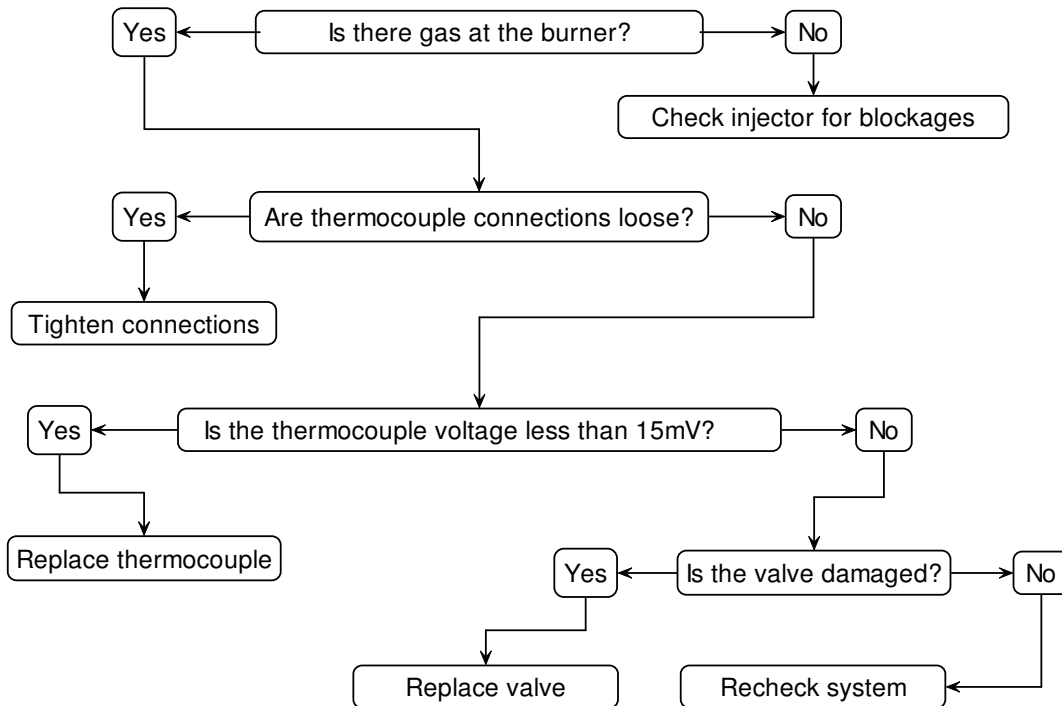 Yes
Is there gas at the burner?
No
Check injector for blockages
Yes
Are thermocouple connections loose?
No
Tighten connections
Yes
Is the thermocouple voltage less than 15mV?
No
Replace thermocouple
Yes
Is the valve damaged?
No
Replace valve
Recheck system